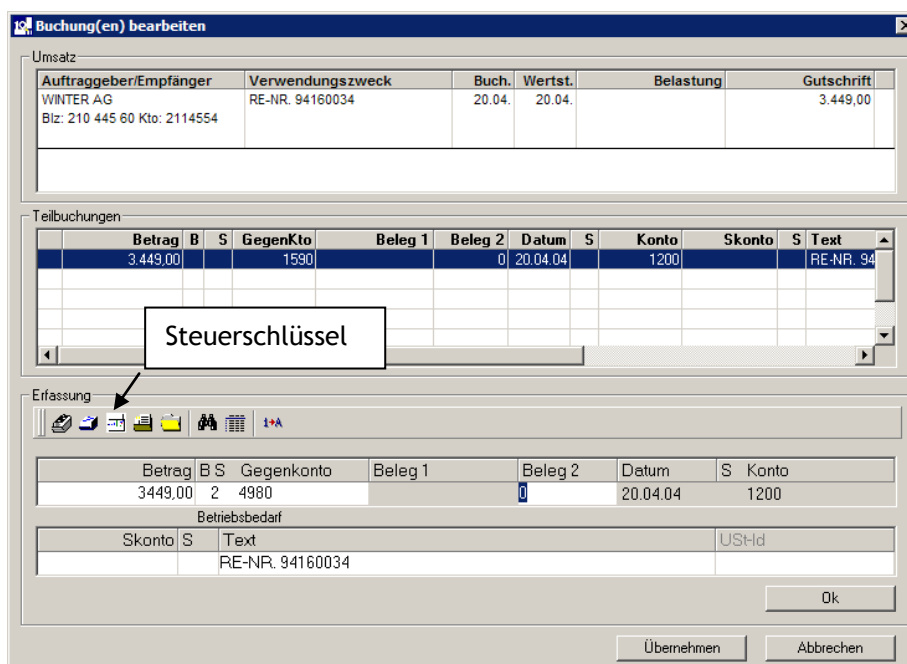 Buchung(en) bearbeiten
Umsatz
Auftraggeber/Empfänger Verwendungszweck Buch. Wertst. Belastung Gutschrift
WINTER AG RE-NR. 94160034 20.04. 20.04. 3.449,00
Blz: 210 445 60 Kto: 2114554
Teilbuchungen
Betrag B S GegenKto Beleg 1 Beleg 2 Datum S Konto Skonto S Text
3.449,00 1590 0 20.04.04 1200 RE-NR. 94
Steuerschlüssel
Erfassung
1→A
Betrag B S Gegenkonto Beleg 1 Beleg 2 Datum S Konto
3449,00 2 4980 0 20.04.04 1200
Betriebsbedarf
Skonto S Text USt-Id
RE-NR. 94160034
Ok
Übernehmen Abbrechen